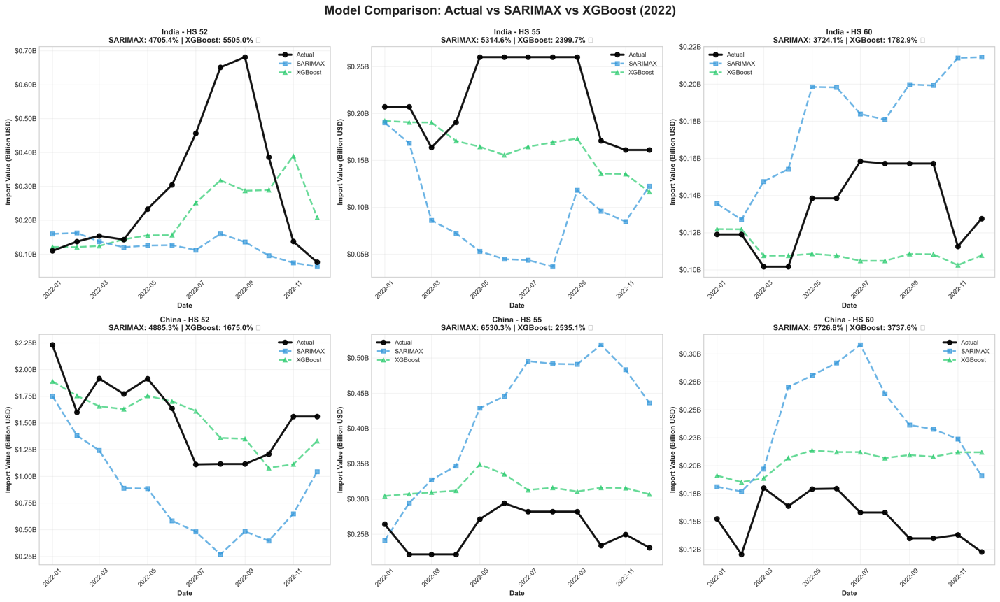 Model Comparison: Actual vs SARIMAX vs XGBoost (2022)
India - HS 52
SARIMAX: 4705.4% | XGBoost: 5505.0%
Import Value (Billion USD)
$0.70B
$0.60B
$0.50B
$0.40B
$0.30B
$0.20B
$0.10B
Actual
SARIMAX
XGBoost
2022-01
2022-03
2022-05
2022-07
2022-09
2022-11
Date
India - HS 55
SARIMAX: 5314.6% | XGBoost: 2399.7%
Import Value (Billion USD)
$0.25B
$0.20B
$0.15B
$0.10B
$0.05B
Actual
SARIMAX
XGBoost
2022-01
2022-03
2022-05
2022-07
2022-09
2022-11
Date
India - HS 60
SARIMAX: 3724.1% | XGBoost: 1782.9%
Import Value (Billion USD)
$0.22B
$0.20B
$0.18B
$0.16B
$0.14B
$0.12B
$0.10B
Actual
SARIMAX
XGBoost
2022-01
2022-03
2022-05
2022-07
2022-09
2022-11
Date
China - HS 52
SARIMAX: 4885.3% | XGBoost: 1675.0%
Import Value (Billion USD)
$2.25B
$2.00B
$1.75B
$1.50B
$1.25B
$1.00B
$0.75B
$0.50B
$0.25B
Actual
SARIMAX
XGBoost
2022-01
2022-03
2022-05
2022-07
2022-09
2022-11
Date
China - HS 55
SARIMAX: 6530.3% | XGBoost: 2535.1%
Import Value (Billion USD)
$0.50B
$0.45B
$0.40B
$0.35B
$0.30B
$0.25B
Actual
SARIMAX
XGBoost
2022-01
2022-03
2022-05
2022-07
2022-09
2022-11
Date
China - HS 60
SARIMAX: 5726.8% | XGBoost: 3737.6%
Import Value (Billion USD)
$0.30B
$0.28B
$0.25B
$0.23B
$0.20B
$0.18B
$0.15B
$0.12B
Actual
SARIMAX
XGBoost
2022-01
2022-03
2022-05
2022-07
2022-09
2022-11
Date